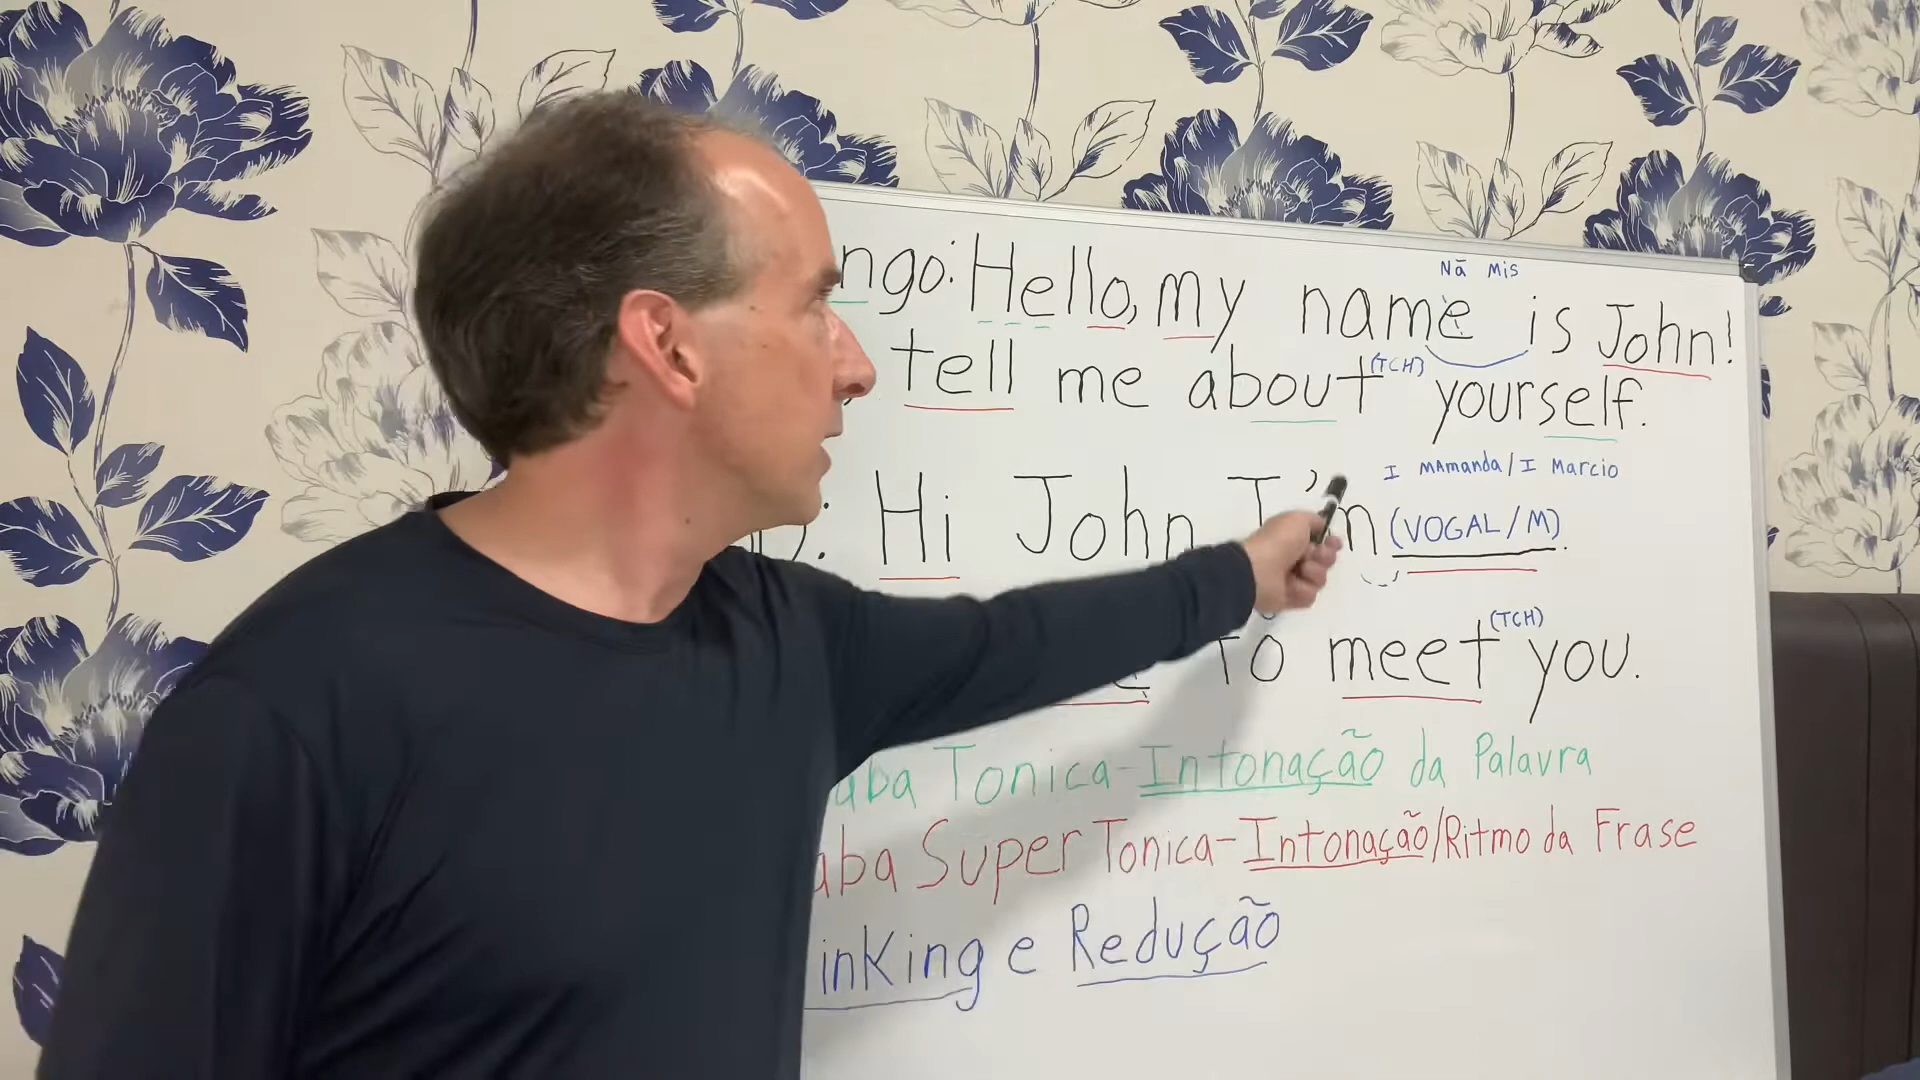 ngo: Hello, my name is John!
Nā Mis
tell me about (TCH) yourself.
I MAmanda/I Marcio
: Hi John I'm (VOGAL/M).
to meet (TCH) you.
aba Tonica-Intonação da Palavra
aba Super Tonica-Intonação/Ritmo da Frase
inKing e Redução